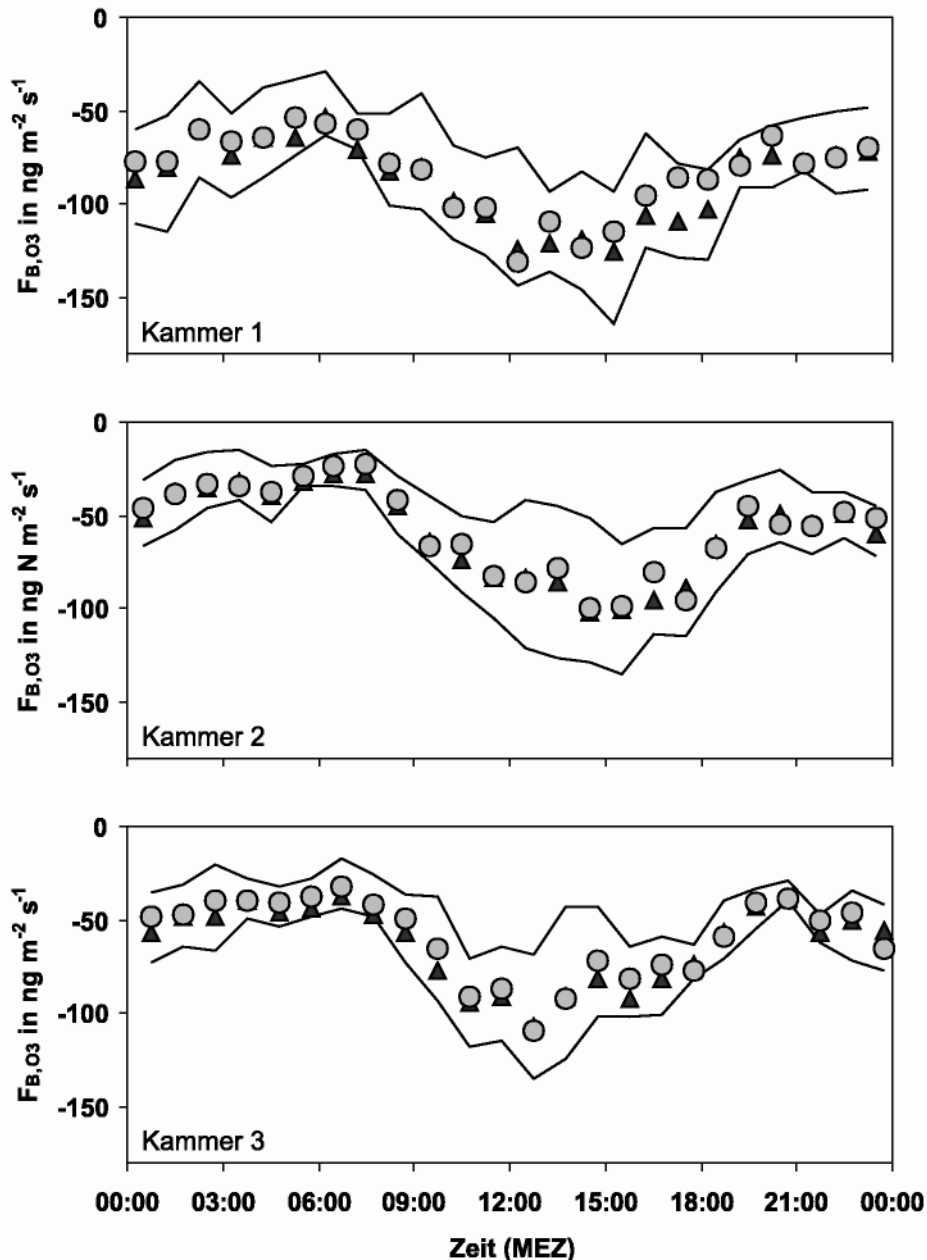 0
-50
-100
-150
F_B,O3 in ng m⁻² s⁻¹
Kammer 1
0
-50
-100
-150
F_B,O3 in ng N m⁻² s⁻¹
Kammer 2
0
-50
-100
-150
F_B,O3 in ng m⁻² s⁻¹
Kammer 3
00:00 03:00 06:00 09:00 12:00 15:00 18:00 21:00 00:00
Zeit (MEZ)